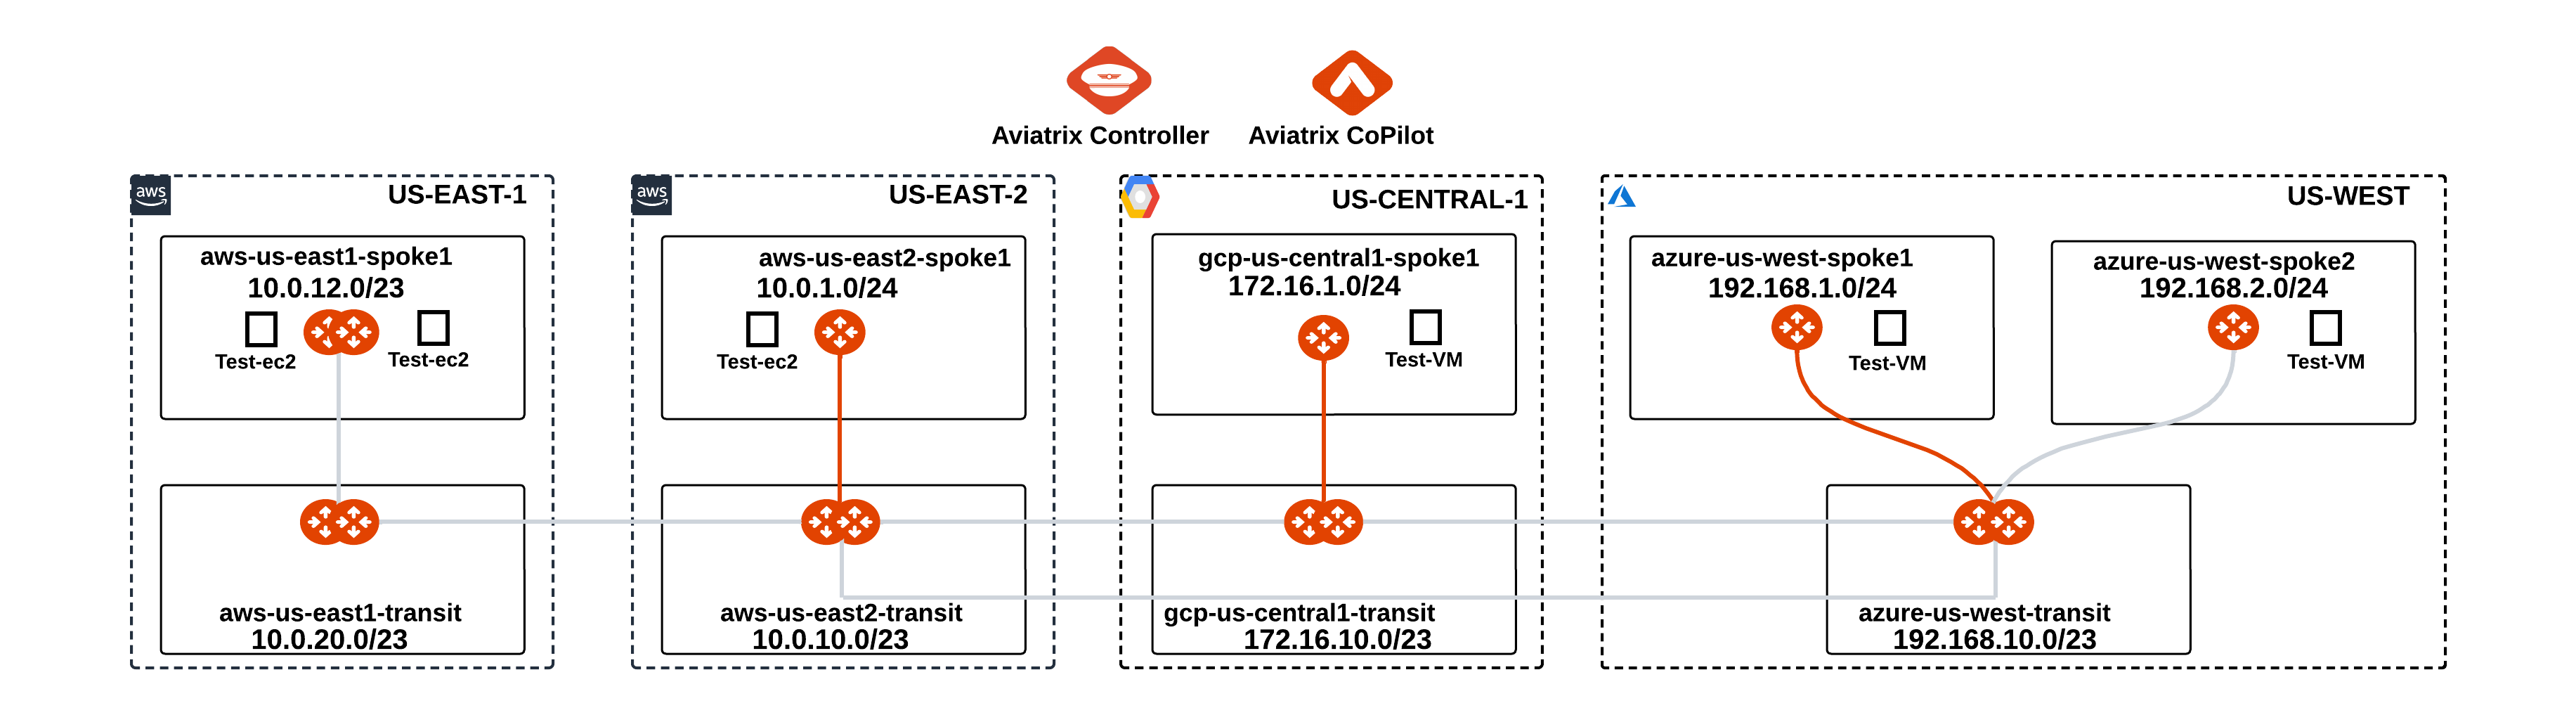 Aviatrix Controller
Aviatrix CoPilot
aws
US-EAST-1
aws-us-east1-spoke1
10.0.12.0/23
Test-ec2
Test-ec2
aws-us-east1-transit
10.0.20.0/23
aws
US-EAST-2
aws-us-east2-spoke1
10.0.1.0/24
Test-ec2
aws-us-east2-transit
10.0.10.0/23
US-CENTRAL-1
gcp-us-central1-spoke1
172.16.1.0/24
Test-VM
gcp-us-central1-transit
172.16.10.0/23
US-WEST
azure-us-west-spoke1
192.168.1.0/24
Test-VM
azure-us-west-spoke2
192.168.2.0/24
Test-VM
azure-us-west-transit
192.168.10.0/23